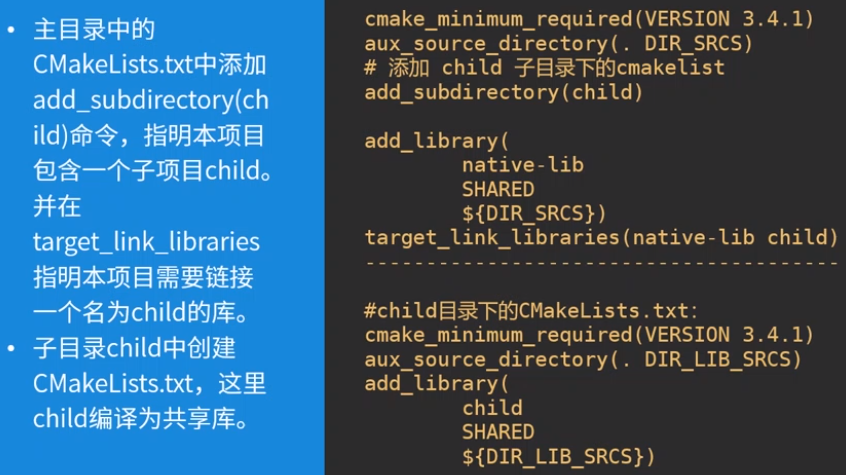 • 主目录中的
CMakeLists.txt中添加
add_subdirectory(ch
ild)命令，指明本项目
包含一个子项目child。
并在
target_link_libraries
指明本项目需要链接
一个名为child的库。
• 子目录child中创建
CMakeLists.txt，这里
child编译为共享库。
cmake_minimum_required(VERSION 3.4.1)
aux_source_directory(. DIR_SRCS)
# 添加 child 子目录下的cmakelist
add_subdirectory(child)
add_library(
native-lib
SHARED
${DIR_SRCS})
target_link_libraries(native-lib child)
---------------------------------------
#child目录下的CMakeLists.txt:
cmake_minimum_required(VERSION 3.4.1)
aux_source_directory(. DIR_LIB_SRCS)
add_library(
child
SHARED
${DIR_LIB_SRCS})